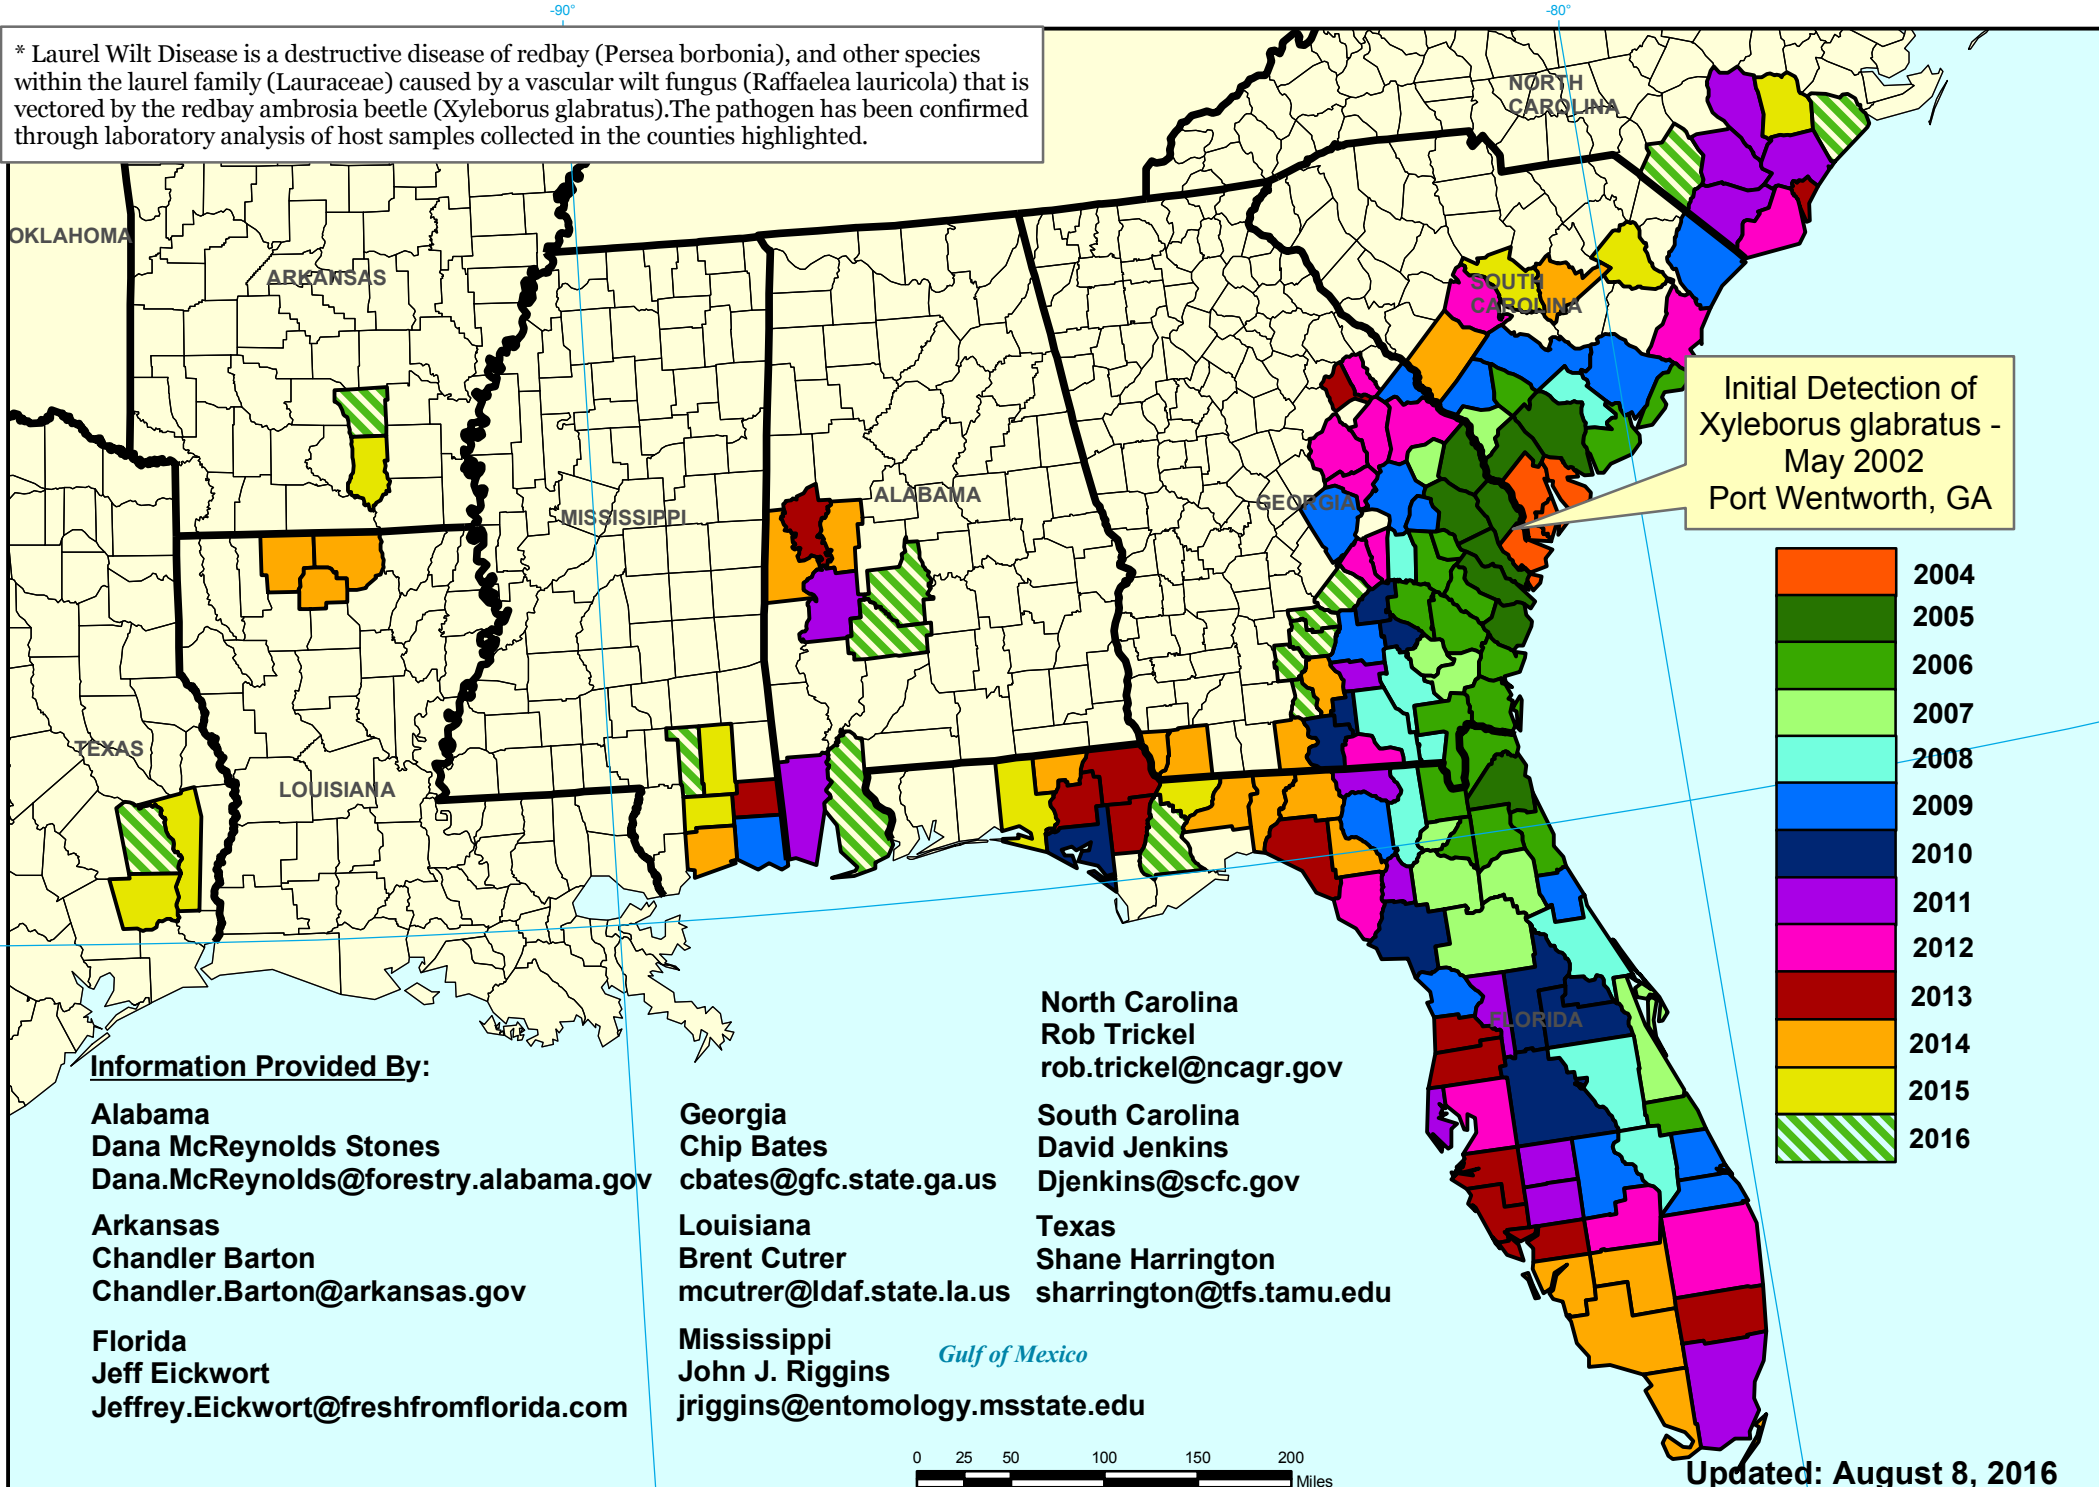 -90°
-80°
* Laurel Wilt Disease is a destructive disease of redbay (Persea borbonia), and other species
within the laurel family (Lauraceae) caused by a vascular wilt fungus (Raffaelea lauricola) that is
vectored by the redbay ambrosia beetle (Xyleborus glabratus).The pathogen has been confirmed
through laboratory analysis of host samples collected in the counties highlighted.
NORTH
CAROLINA
OKLAHOMA
ARKANSAS
SOUTH
CAROLINA
Initial Detection of
Xyleborus glabratus -
May 2002
Port Wentworth, GA
ALABAMA
GEORGIA
MISSISSIPPI
TEXAS
LOUISIANA
FLORIDA
2004
2005
2006
2007
2008
2009
2010
2011
2012
2013
2014
2015
2016
Information Provided By:
Alabama
Dana McReynolds Stones
Dana.McReynolds@forestry.alabama.gov
Arkansas
Chandler Barton
Chandler.Barton@arkansas.gov
Florida
Jeff Eickwort
Jeffrey.Eickwort@freshfromflorida.com
Georgia
Chip Bates
cbates@gfc.state.ga.us
Louisiana
Brent Cutrer
mcutrer@ldaf.state.la.us
Mississippi
John J. Riggins
jriggins@entomology.msstate.edu
North Carolina
Rob Trickel
rob.trickel@ncagr.gov
South Carolina
David Jenkins
Djenkins@scfc.gov
Texas
Shane Harrington
sharrington@tfs.tamu.edu
Gulf of Mexico
0 25 50 100 150 200
Miles
Updated: August 8, 2016